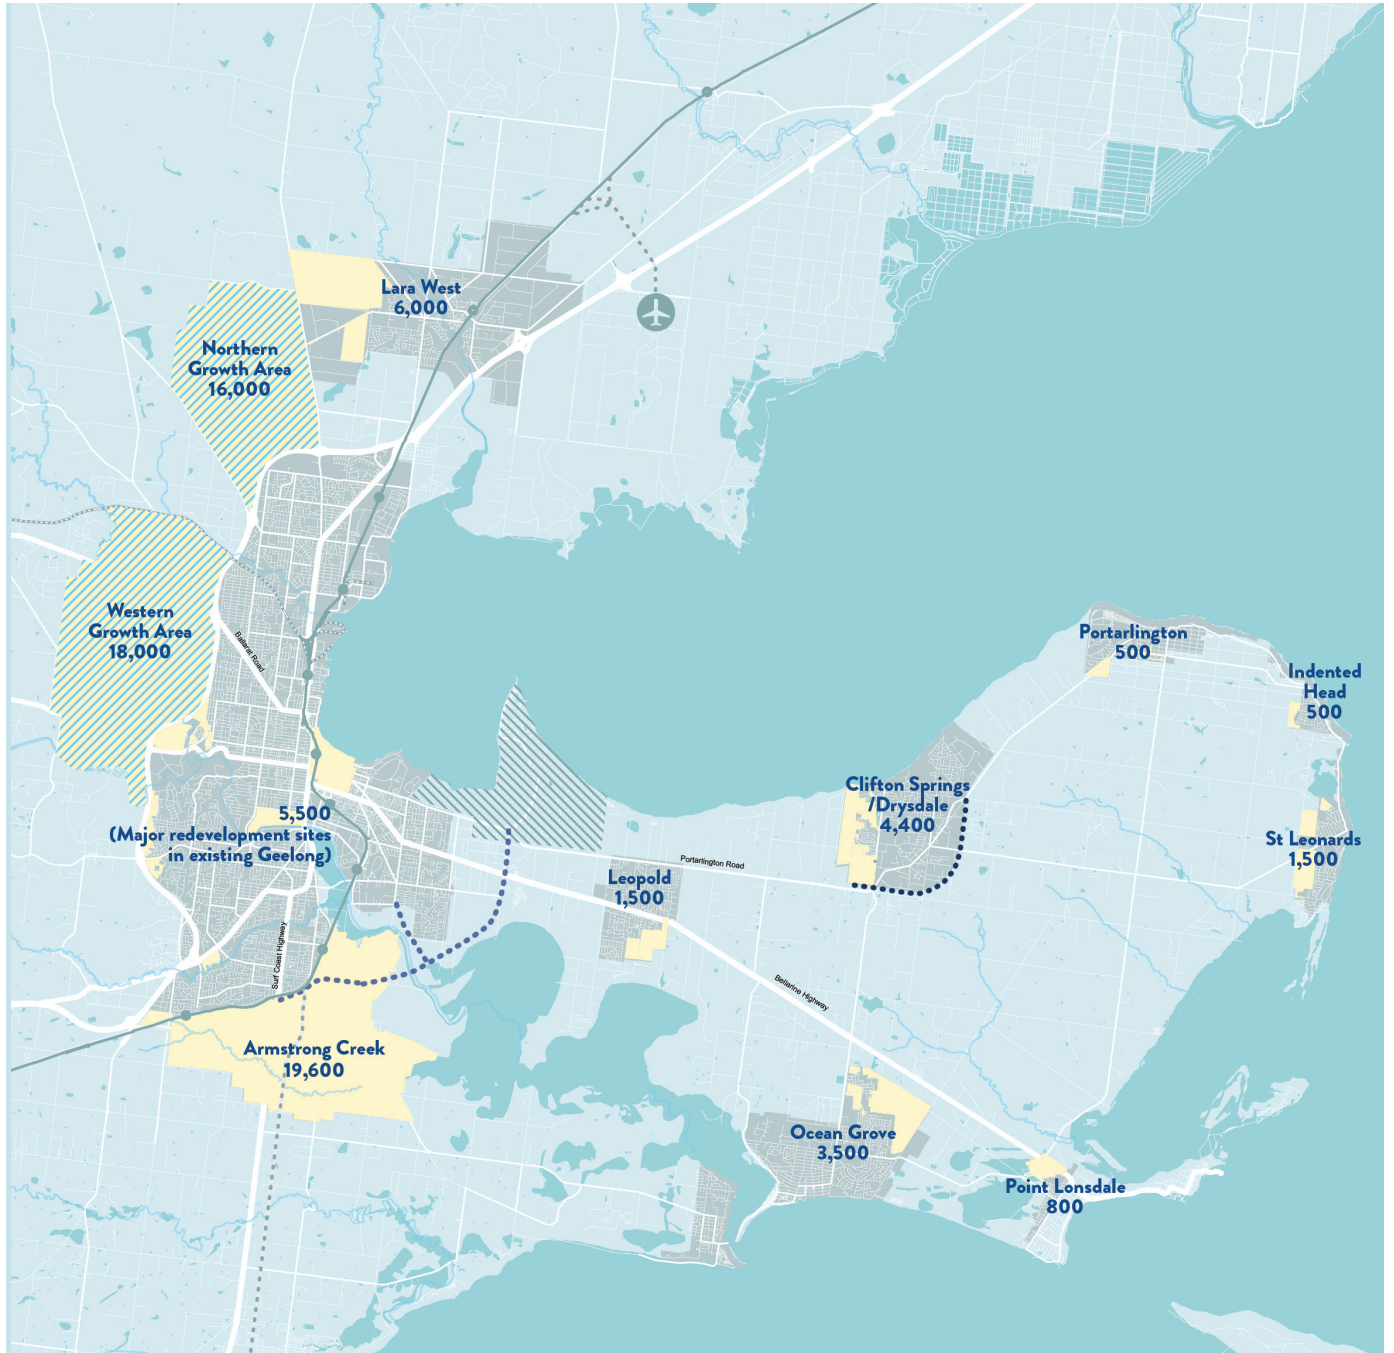 Lara West
6,000
Northern
Growth Area
16,000
Western
Growth Area
18,000
Ballarat Road
Portarlington
500
Indented
Head
500
Clifton Springs
/Drysdale
4,400
5,500
(Major redevelopment sites
in existing Geelong)
St Leonards
1,500
Portarlington Road
Leopold
1,500
Surf Coast Highway
Bellarine Highway
Armstrong Creek
19,600
Ocean Grove
3,500
Point Lonsdale
800